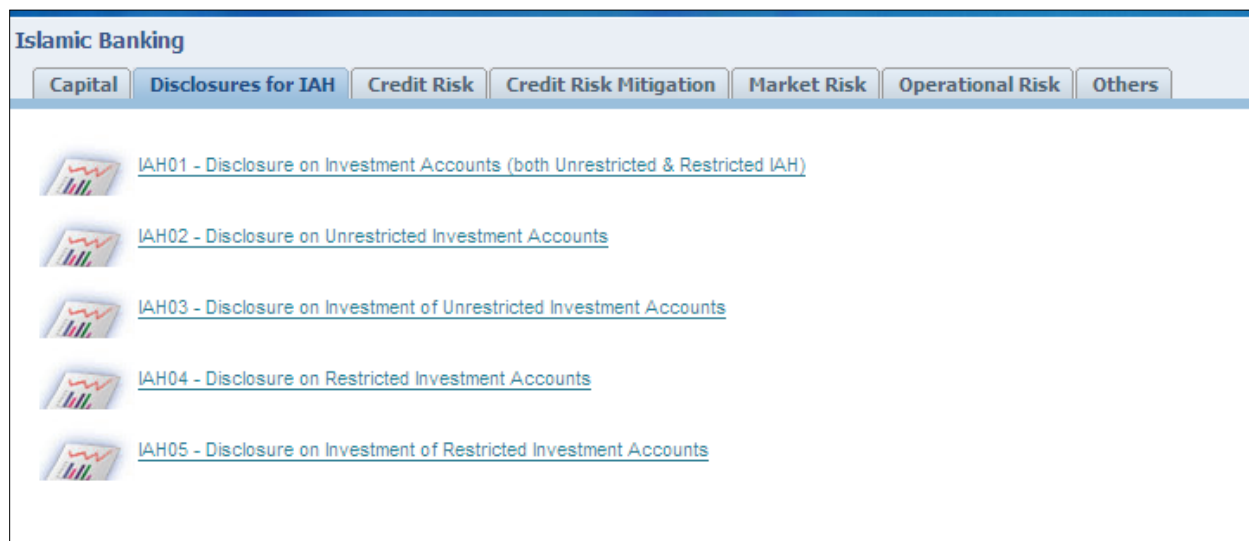 Islamic Banking
Capital Disclosures for IAH Credit Risk Credit Risk Mitigation Market Risk Operational Risk Others
IAH01 - Disclosure on Investment Accounts (both Unrestricted & Restricted IAH)
IAH02 - Disclosure on Unrestricted Investment Accounts
IAH03 - Disclosure on Investment of Unrestricted Investment Accounts
IAH04 - Disclosure on Restricted Investment Accounts
IAH05 - Disclosure on Investment of Restricted Investment Accounts